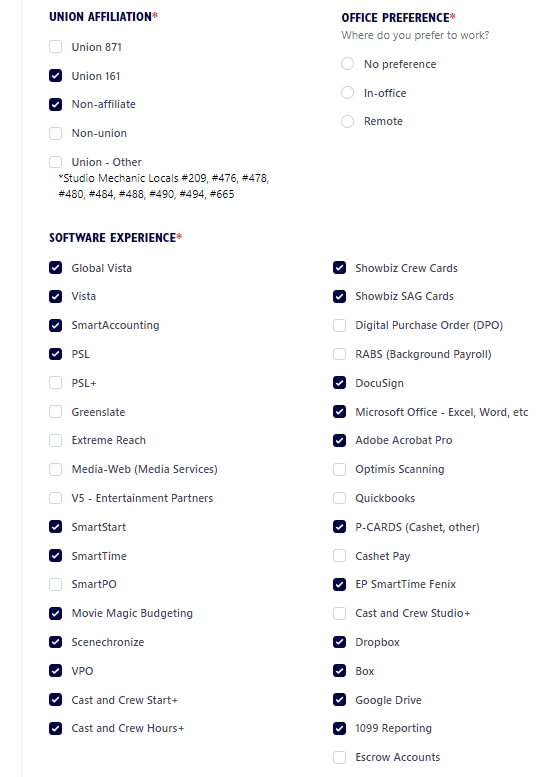 UNION AFFILIATION*
Union 871
Union 161
Non-affiliate
Non-union
Union - Other
*Studio Mechanic Locals #209, #476, #478,
#480, #484, #488, #490, #494, #665
OFFICE PREFERENCE*
Where do you prefer to work?
No preference
In-office
Remote
SOFTWARE EXPERIENCE*
Global Vista
Vista
SmartAccounting
PSL
PSL+
Greenslate
Extreme Reach
Media-Web (Media Services)
V5 - Entertainment Partners
SmartStart
SmartTime
SmartPO
Movie Magic Budgeting
Scenechronize
VPO
Cast and Crew Start+
Cast and Crew Hours+
Showbiz Crew Cards
Showbiz SAG Cards
Digital Purchase Order (DPO)
RABS (Background Payroll)
DocuSign
Microsoft Office - Excel, Word, etc
Adobe Acrobat Pro
Optimis Scanning
Quickbooks
P-CARDS (Cashet, other)
Cashet Pay
EP SmartTime Fenix
Cast and Crew Studio+
Dropbox
Box
Google Drive
1099 Reporting
Escrow Accounts